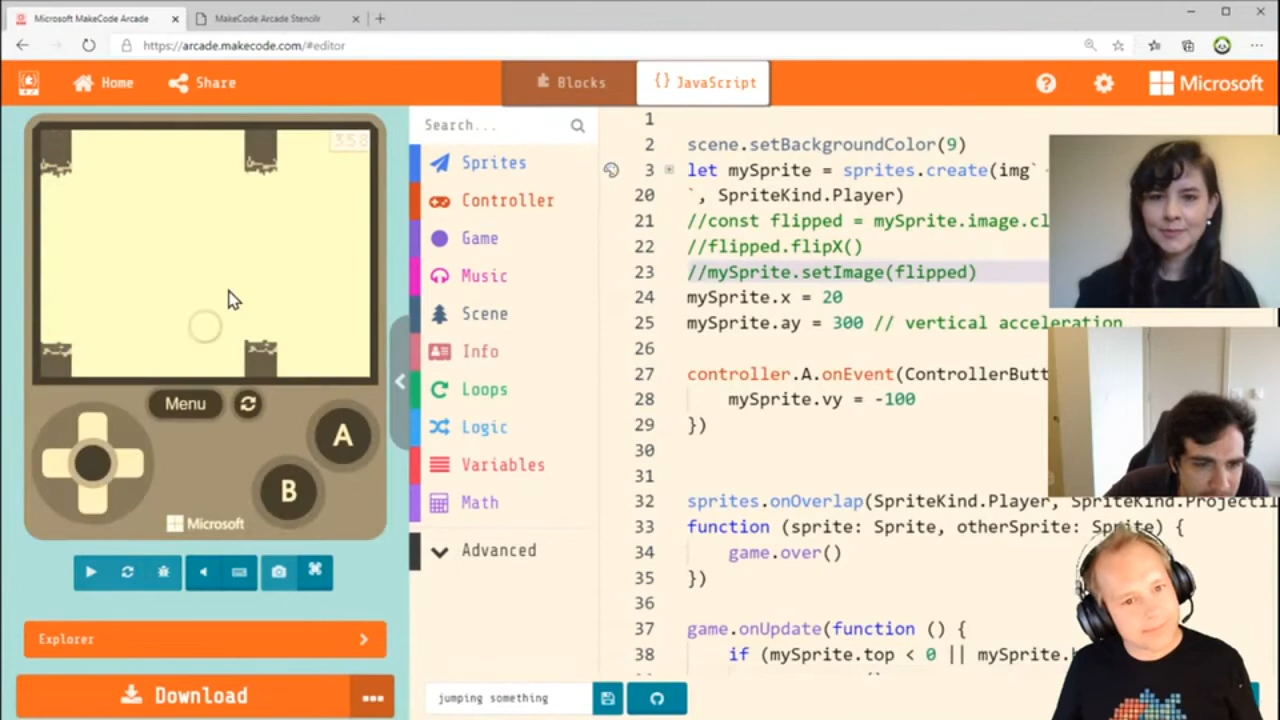 Microsoft MakeCode Arcade
MakeCode Arcade Stencilr
https://arcade.makecode.com/#editor
Home
Share
Blocks
{} JavaScript
Microsoft
358
Menu
A
B
Microsoft
Explorer
Download
Search...
Sprites
Controller
Game
Music
Scene
Info
Loops
Logic
Variables
Math
Advanced
jumping something
1
2 scene.setBackgroundColor(9)
3 let mySprite = sprites.create(img`
20 `, SpriteKind.Player)
21 //const flipped = mySprite.image.cl
22 //flipped.flipX()
23 //mySprite.setImage(flipped)
24 mySprite.x = 20
25 mySprite.ay = 300 // vertical acceleration
26
27 controller.A.onEvent(ControllerButt
28 mySprite.vy = -100
29 })
30
31
32 sprites.onOverlap(SpriteKind.Player, SpriteKind.Projectil
33 function (sprite: Sprite, otherSprite: Sprite) {
34 game.over()
35 })
36
37 game.onUpdate(function () {
38 if (mySprite.top < 0 || mySprite.